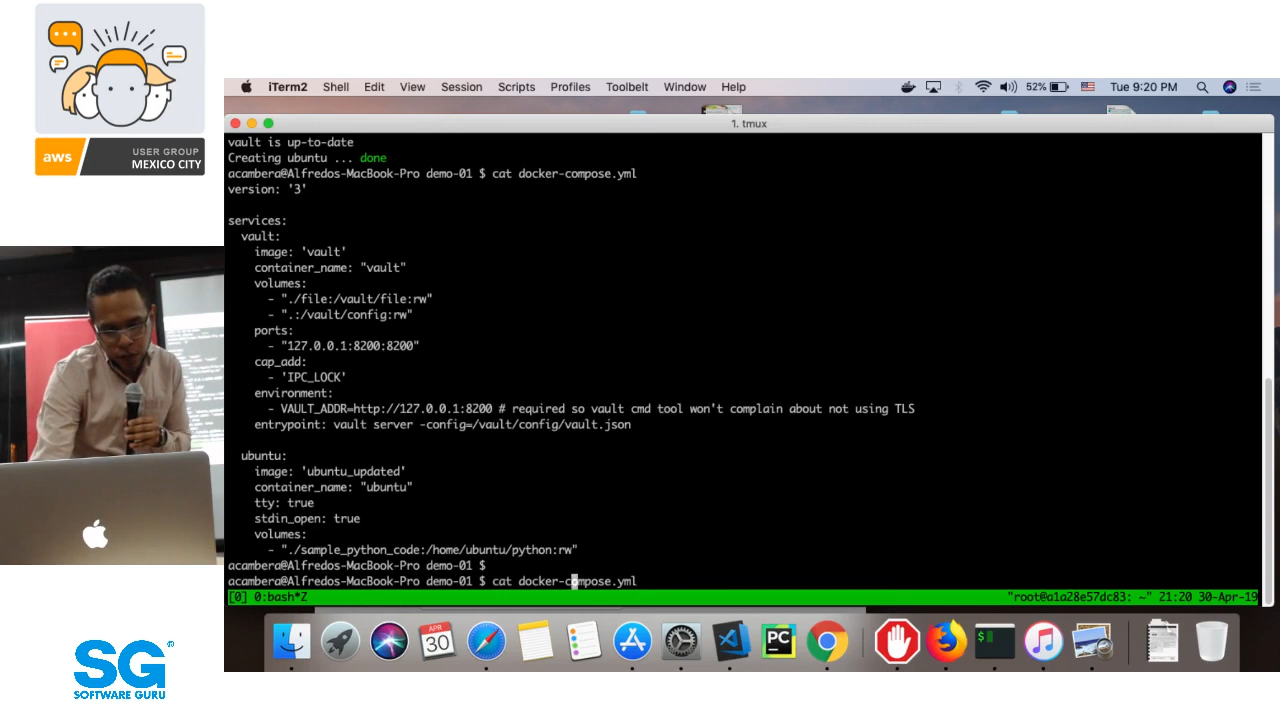 aws
USER GROUP
MEXICO CITY
iTerm2 Shell Edit View Session Scripts Profiles Toolbelt Window Help 52% Tue 9:20 PM
1. tmux
vault is up-to-date
Creating ubuntu ... done
acambera@Alfredos-MacBook-Pro demo-01 $ cat docker-compose.yml
version: '3'
services:
  vault:
    image: 'vault'
    container_name: "vault"
    volumes:
      - "./file:/vault/file:rw"
      - ".:/vault/config:rw"
    ports:
      - "127.0.0.1:8200:8200"
    cap_add:
      - 'IPC_LOCK'
    environment:
      - VAULT_ADDR=http://127.0.0.1:8200 # required so vault cmd tool won't complain about not using TLS
    entrypoint: vault server -config=/vault/config/vault.json
  ubuntu:
    image: 'ubuntu_updated'
    container_name: "ubuntu"
    tty: true
    stdin_open: true
    volumes:
      - "./sample_python_code:/home/ubuntu/python:rw"
acambera@Alfredos-MacBook-Pro demo-01 $
acambera@Alfredos-MacBook-Pro demo-01 $ cat docker-compose.yml
[0] 0:bash*Z "root@a1a28e57dc83: ~" 21:20 30-Apr-19
APR
30
PC
$
SG®
SOFTWARE GURU